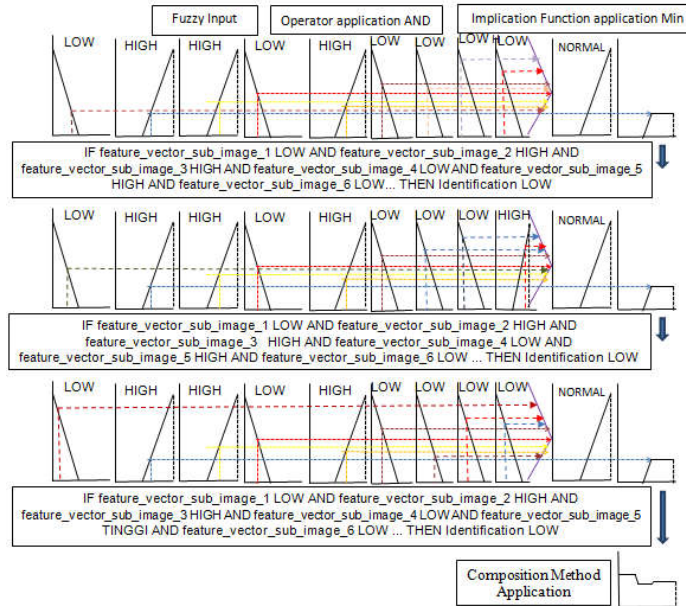 Fuzzy Input
Operator application AND
Implication Function application Min
LOW HIGH HIGH LOW HIGH LOW LOW LOW LOW NORMAL
IF feature_vector_sub_image_1 LOW AND feature_vector_sub_image_2 HIGH AND
feature_vector_sub_image_3 HIGH AND feature_vector_sub_image_4 LOW AND feature_vector_sub_image_5
HIGH AND feature_vector_sub_image_6 LOW... THEN Identification LOW
LOW HIGH HIGH LOW HIGH LOW LOW LOW HIGH NORMAL
IF feature_vector_sub_image_1 LOW AND feature_vector_sub_image_2 HIGH AND
feature_vector_sub_image_3 HIGH AND feature_vector_sub_image_4 LOW AND
feature_vector_sub_image_5 HIGH AND feature_vector_sub_image_6 LOW ... THEN Identification LOW
LOW HIGH HIGH LOW HIGH LOW LOW LOW LOW NORMAL
IF feature_vector_sub_image_1 LOW AND feature_vector_sub_image_2 HIGH AND
feature_vector_sub_image_3 HIGH AND feature_vector_sub_image_4 LOW AND feature_vector_sub_image_5
TINGGI AND feature_vector_sub_image_6 LOW ... THEN Identification LOW
Composition Method
Application